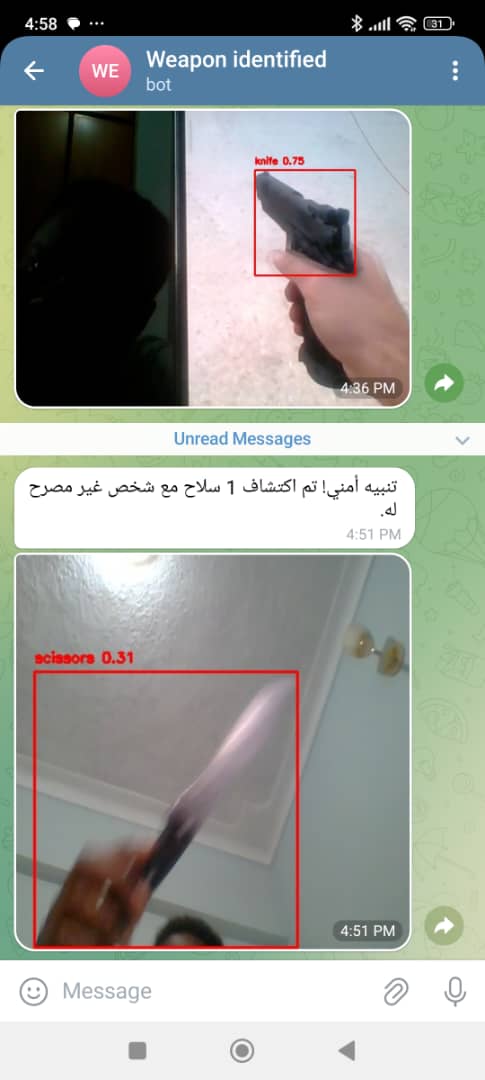 4:58
31
WE
Weapon identified
bot
knife 0.75
4:36 PM
Unread Messages
تنبيه أمني! تم اكتشاف 1 سلاح مع شخص غير مصرح
له.
4:51 PM
scissors 0.31
4:51 PM
Message